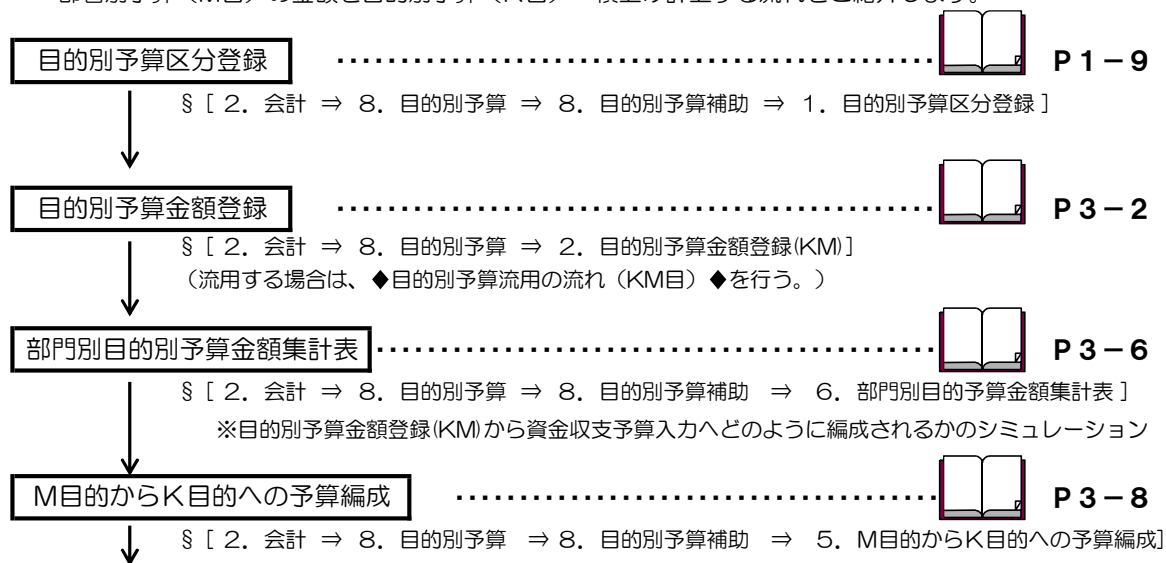 目的別予算区分登録 ・・・・・・・・・・・・・・・・・・・・・・・・・・・・・・・・・・・・・・・・・・・・・・ P1-9
§[ 2. 会計 ⇒ 8. 目的別予算 ⇒ 8. 目的別予算補助 ⇒ 1. 目的別予算区分登録 ]
目的別予算金額登録 ・・・・・・・・・・・・・・・・・・・・・・・・・・・・・・・・・・・・・・・・・・・・・・ P3-2
§[ 2. 会計 ⇒ 8. 目的別予算 ⇒ 2. 目的別予算金額登録(KM)]
(流用する場合は、◆目的別予算流用の流れ(KM目)◆を行う。)
部門別目的別予算金額集計表 ・・・・・・・・・・・・・・・・・・・・・・・・・・・・・・・・・・・・・・・・・・・ P3-6
§[ 2. 会計 ⇒ 8. 目的別予算 ⇒ 8. 目的別予算補助 ⇒ 6. 部門別目的予算金額集計表 ]
※目的別予算金額登録(KM)から資金収支予算入力へどのように編成されるかのシミュレーション
M目的からK目的への予算編成 ・・・・・・・・・・・・・・・・・・・・・・・・・・・・・・・・・・・・・ P3-8
§[ 2. 会計 ⇒ 8. 目的別予算 ⇒ 8. 目的別予算補助 ⇒ 5. M目的からK目的への予算編成]